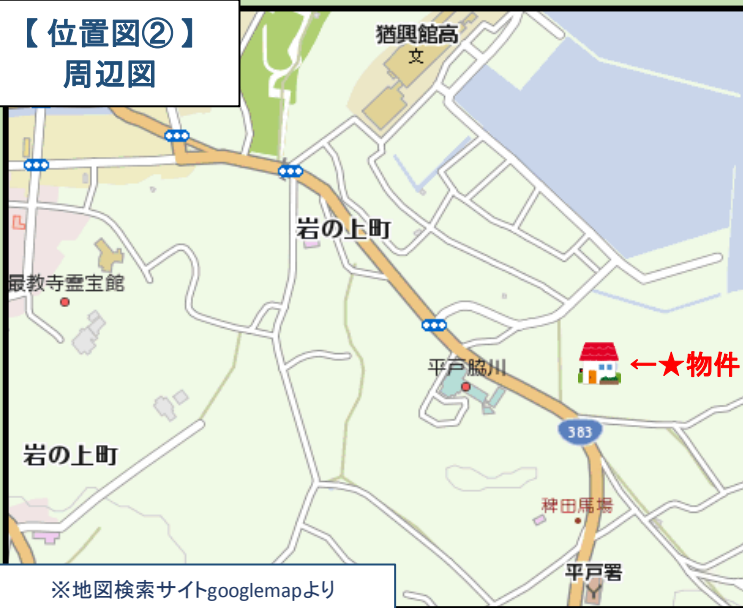 【 位置図② 】
周辺図
猶興館高
文
岩の上町
最教寺霊宝館
平戸脇川
←★物件
383
岩の上町
稗田馬場
平戸署
※地図検索サイトgooglemapより